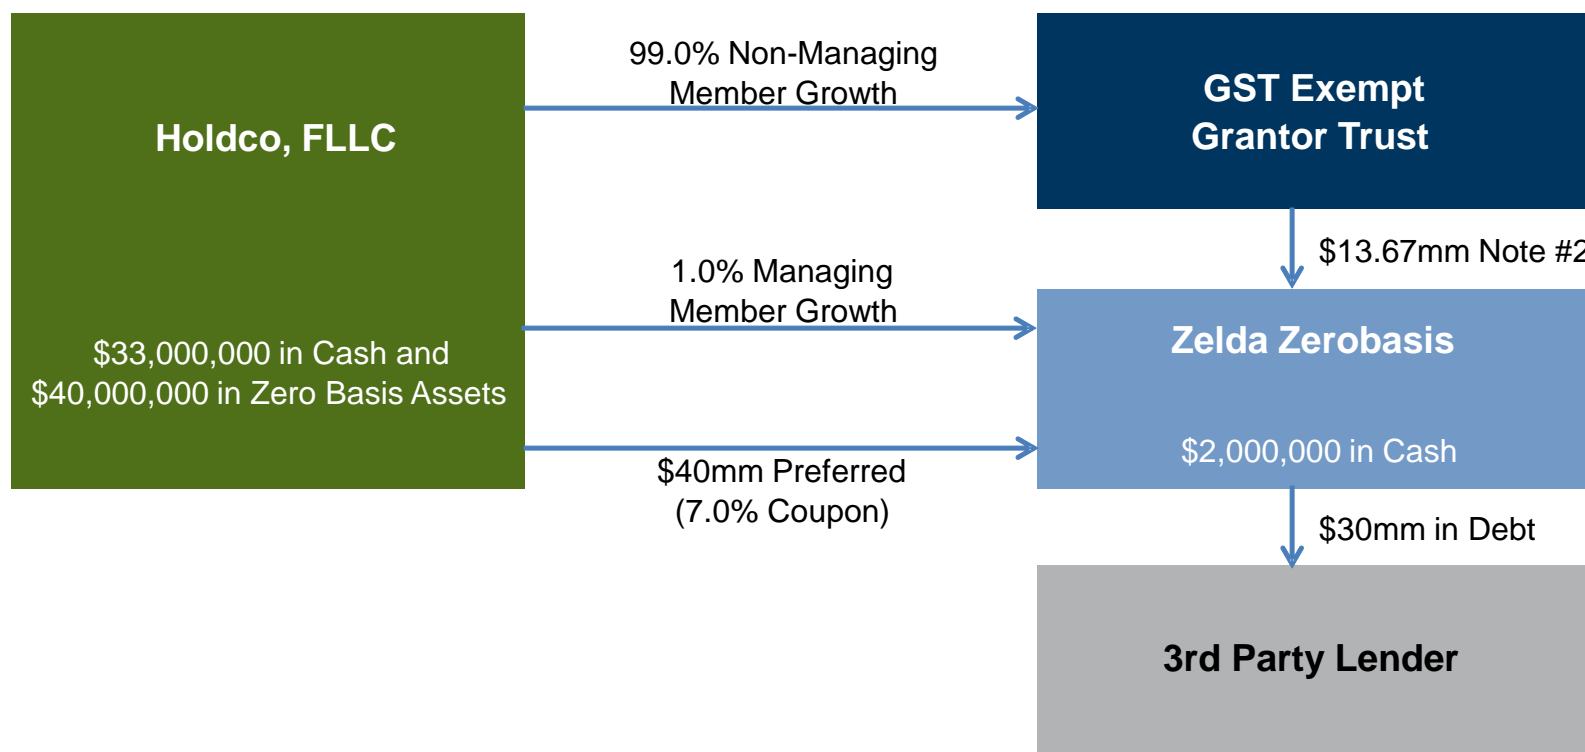 Holdco, FLLC
$33,000,000 in Cash and
$40,000,000 in Zero Basis Assets
99.0% Non-Managing
Member Growth
1.0% Managing
Member Growth
$40mm Preferred
(7.0% Coupon)
GST Exempt
Grantor Trust
$13.67mm Note #2
Zelda Zerobasis
$2,000,000 in Cash
$30mm in Debt
3rd Party Lender